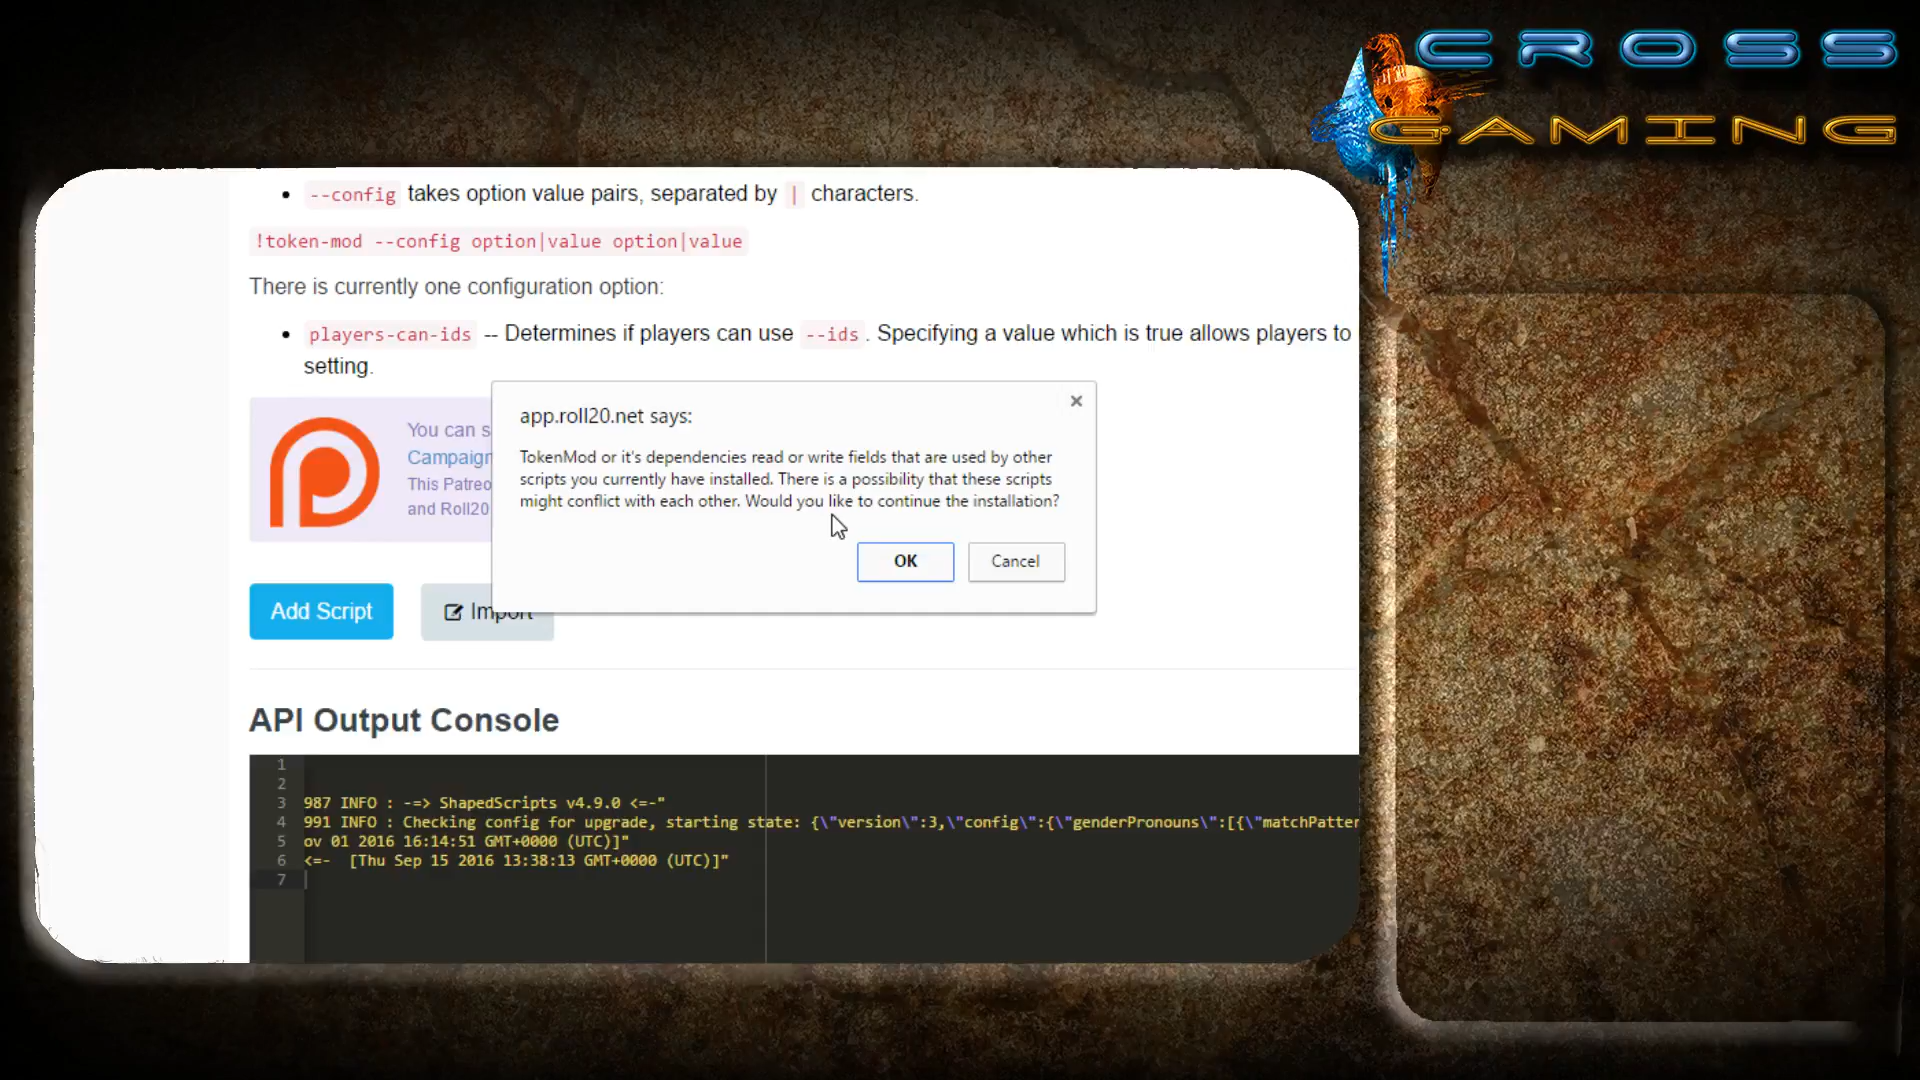 CROSS
GAMING
--config takes option value pairs, separated by | characters.
!token-mod --config option|value option|value
There is currently one configuration option:
players-can-ids -- Determines if players can use --ids . Specifying a value which is true allows players to
setting.
You can s
Campaign
This Patreo
and Roll20
app.roll20.net says:
TokenMod or it's dependencies read or write fields that are used by other
scripts you currently have installed. There is a possibility that these scripts
might conflict with each other. Would you like to continue the installation?
OK Cancel
Add Script Import
API Output Console
1
2
3 987 INFO : -=> ShapedScripts v4.9.0 <=-"
4 991 INFO : Checking config for upgrade, starting state: {\"version\":3,\"config\":{\"genderPronouns\":[{\"matchPatter
5 ov 01 2016 16:14:51 GMT+0000 (UTC)]"
6 <=- [Thu Sep 15 2016 13:38:13 GMT+0000 (UTC)]"
7